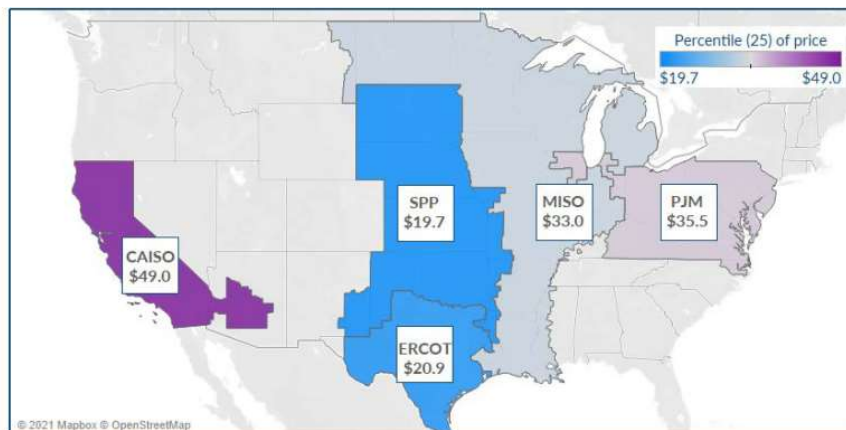 Percentile (25) of price
$19.7 $49.0
SPP
$19.7
MISO
$33.0
PJM
$35.5
CAISO
$49.0
ERCOT
$20.9
© 2021 Mapbox © OpenStreetMap